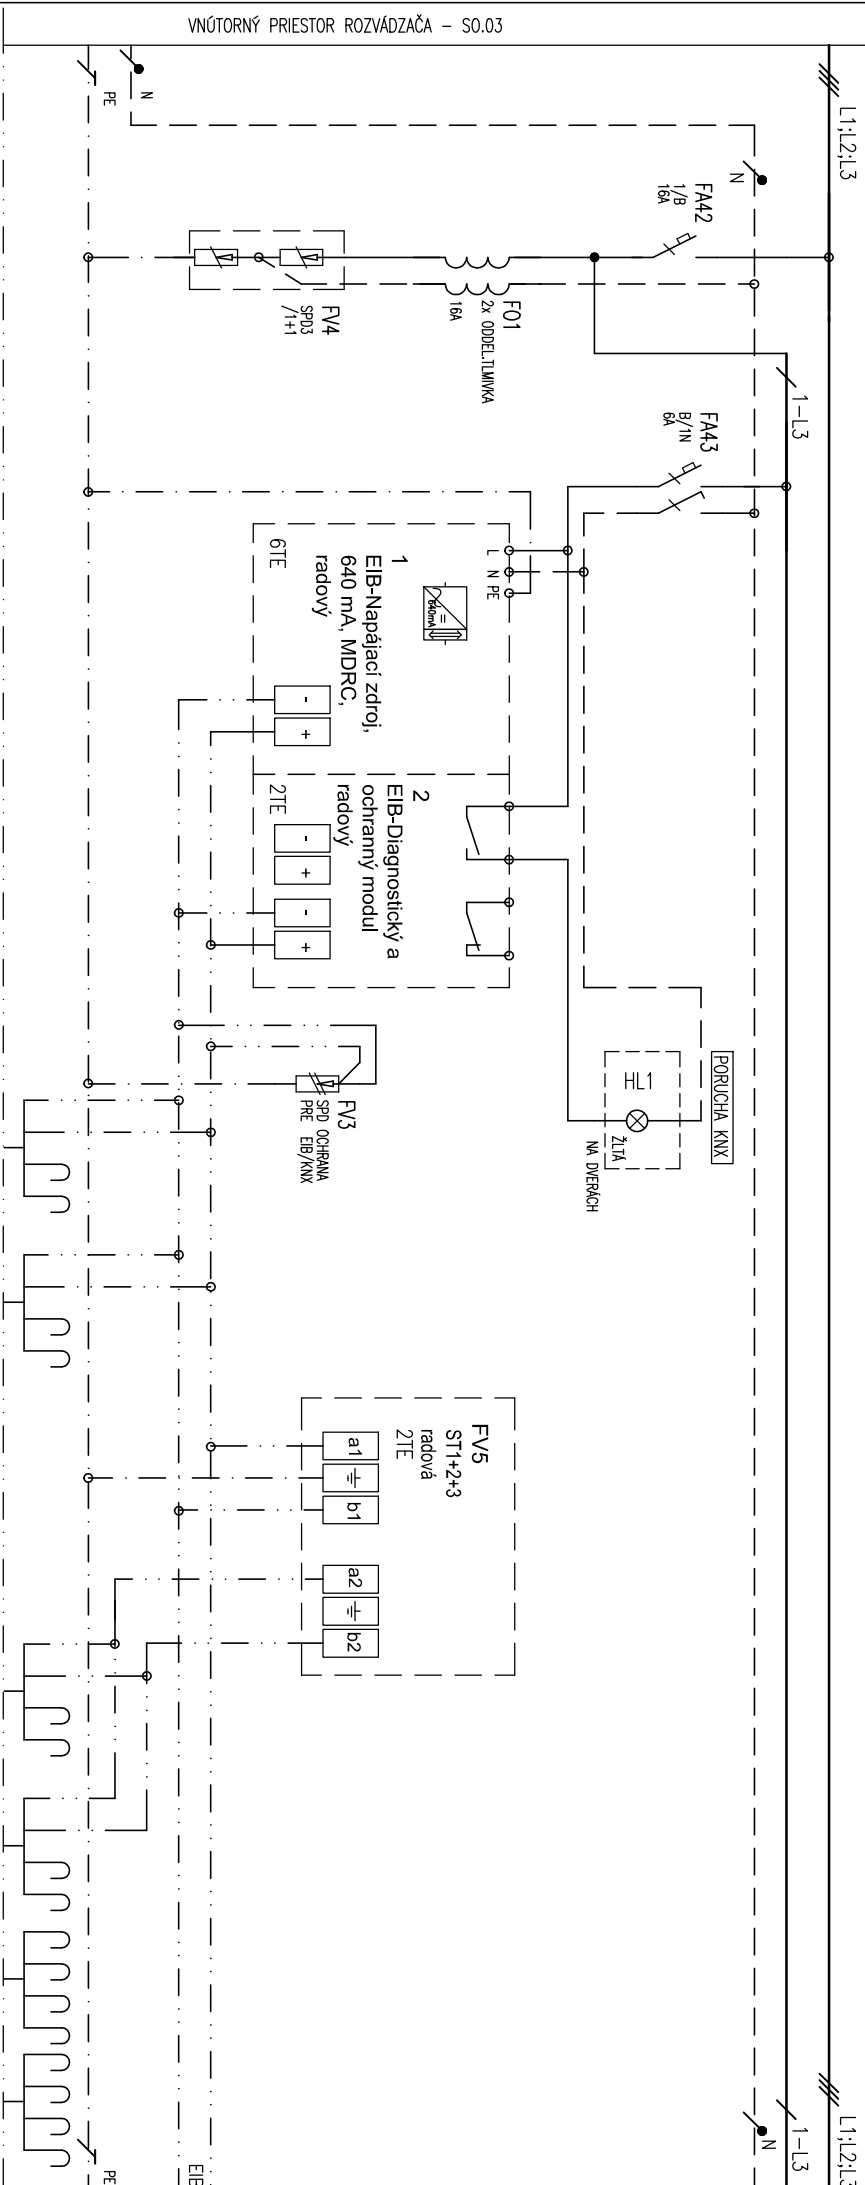 VNÚTORNÝ PRIESTOR ROZVÁDZAČA – SO.03
L1;L2;L3
PE
N
N
FA42
1/B
16A
FO1
2x ODDEL.TLMIVKA
16A
FV4
SPD3
/1+1
1-L3
FA43
B/1N
6A
L N PE
1
EIB-Napájací zdroj,
640 mA, MDRC,
radový
6TE
640mA
=
-
+
2
EIB-Diagnostický a
ochranný modul
radový
2TE
-
+
-
+
PORUCHA KNX
HL1
ŽLTÁ
NA DVERÁCH
FV3
SPD OCHRANA
PRE EIB/KNX
FV5
ST1+2+3
radová
2TE
a1
b1
a2
b2
L1;L2;L3
1-L3
N
EIB
PE